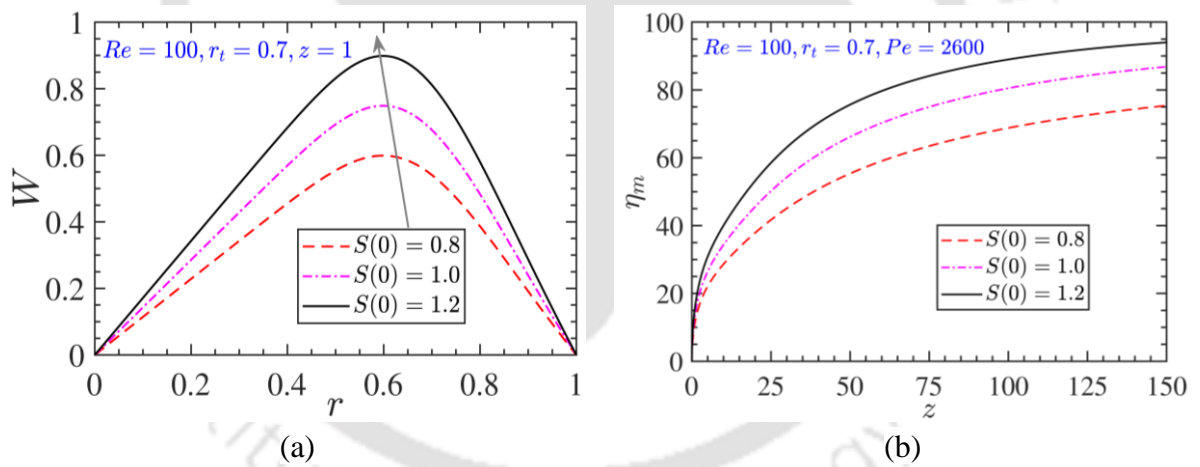 Re = 100, r_t = 0.7, z = 1
W
1
0.8
0.6
0.4
0.2
0
S(0) = 0.8
S(0) = 1.0
S(0) = 1.2
0 0.2 0.4 0.6 0.8 1
r
(a)
Re = 100, r_t = 0.7, Pe = 2600
η_m
100
80
60
40
20
0
S(0) = 0.8
S(0) = 1.0
S(0) = 1.2
0 25 50 75 100 125 150
z
(b)